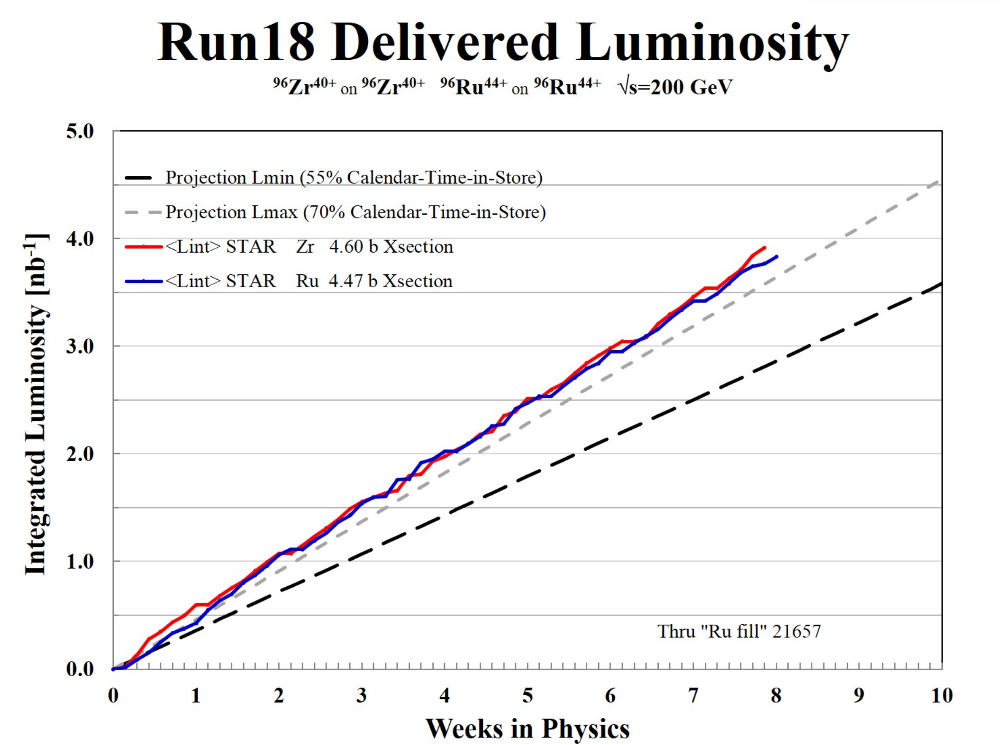 Run18 Delivered Luminosity
⁹⁶Zr⁴⁰⁺ on ⁹⁶Zr⁴⁰⁺ ⁹⁶Ru⁴⁴⁺ on ⁹⁶Ru⁴⁴⁺ √s=200 GeV
Integrated Luminosity [nb⁻¹]
5.0
4.0
3.0
2.0
1.0
0.0
Projection Lmin (55% Calendar-Time-in-Store)
Projection Lmax (70% Calendar-Time-in-Store)
<Lint> STAR Zr 4.60 b Xsection
<Lint> STAR Ru 4.47 b Xsection
Thru "Ru fill" 21657
0 1 2 3 4 5 6 7 8 9 10
Weeks in Physics